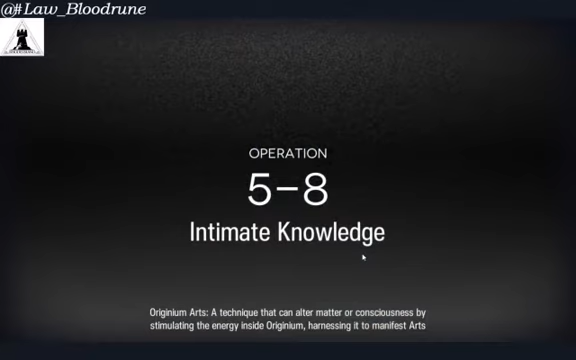 @#Law_Bloodrune
OPERATION
5-8
Intimate Knowledge
Originium Arts: A technique that can alter matter or consciousness by
stimulating the energy inside Originium, harnessing it to manifest Arts